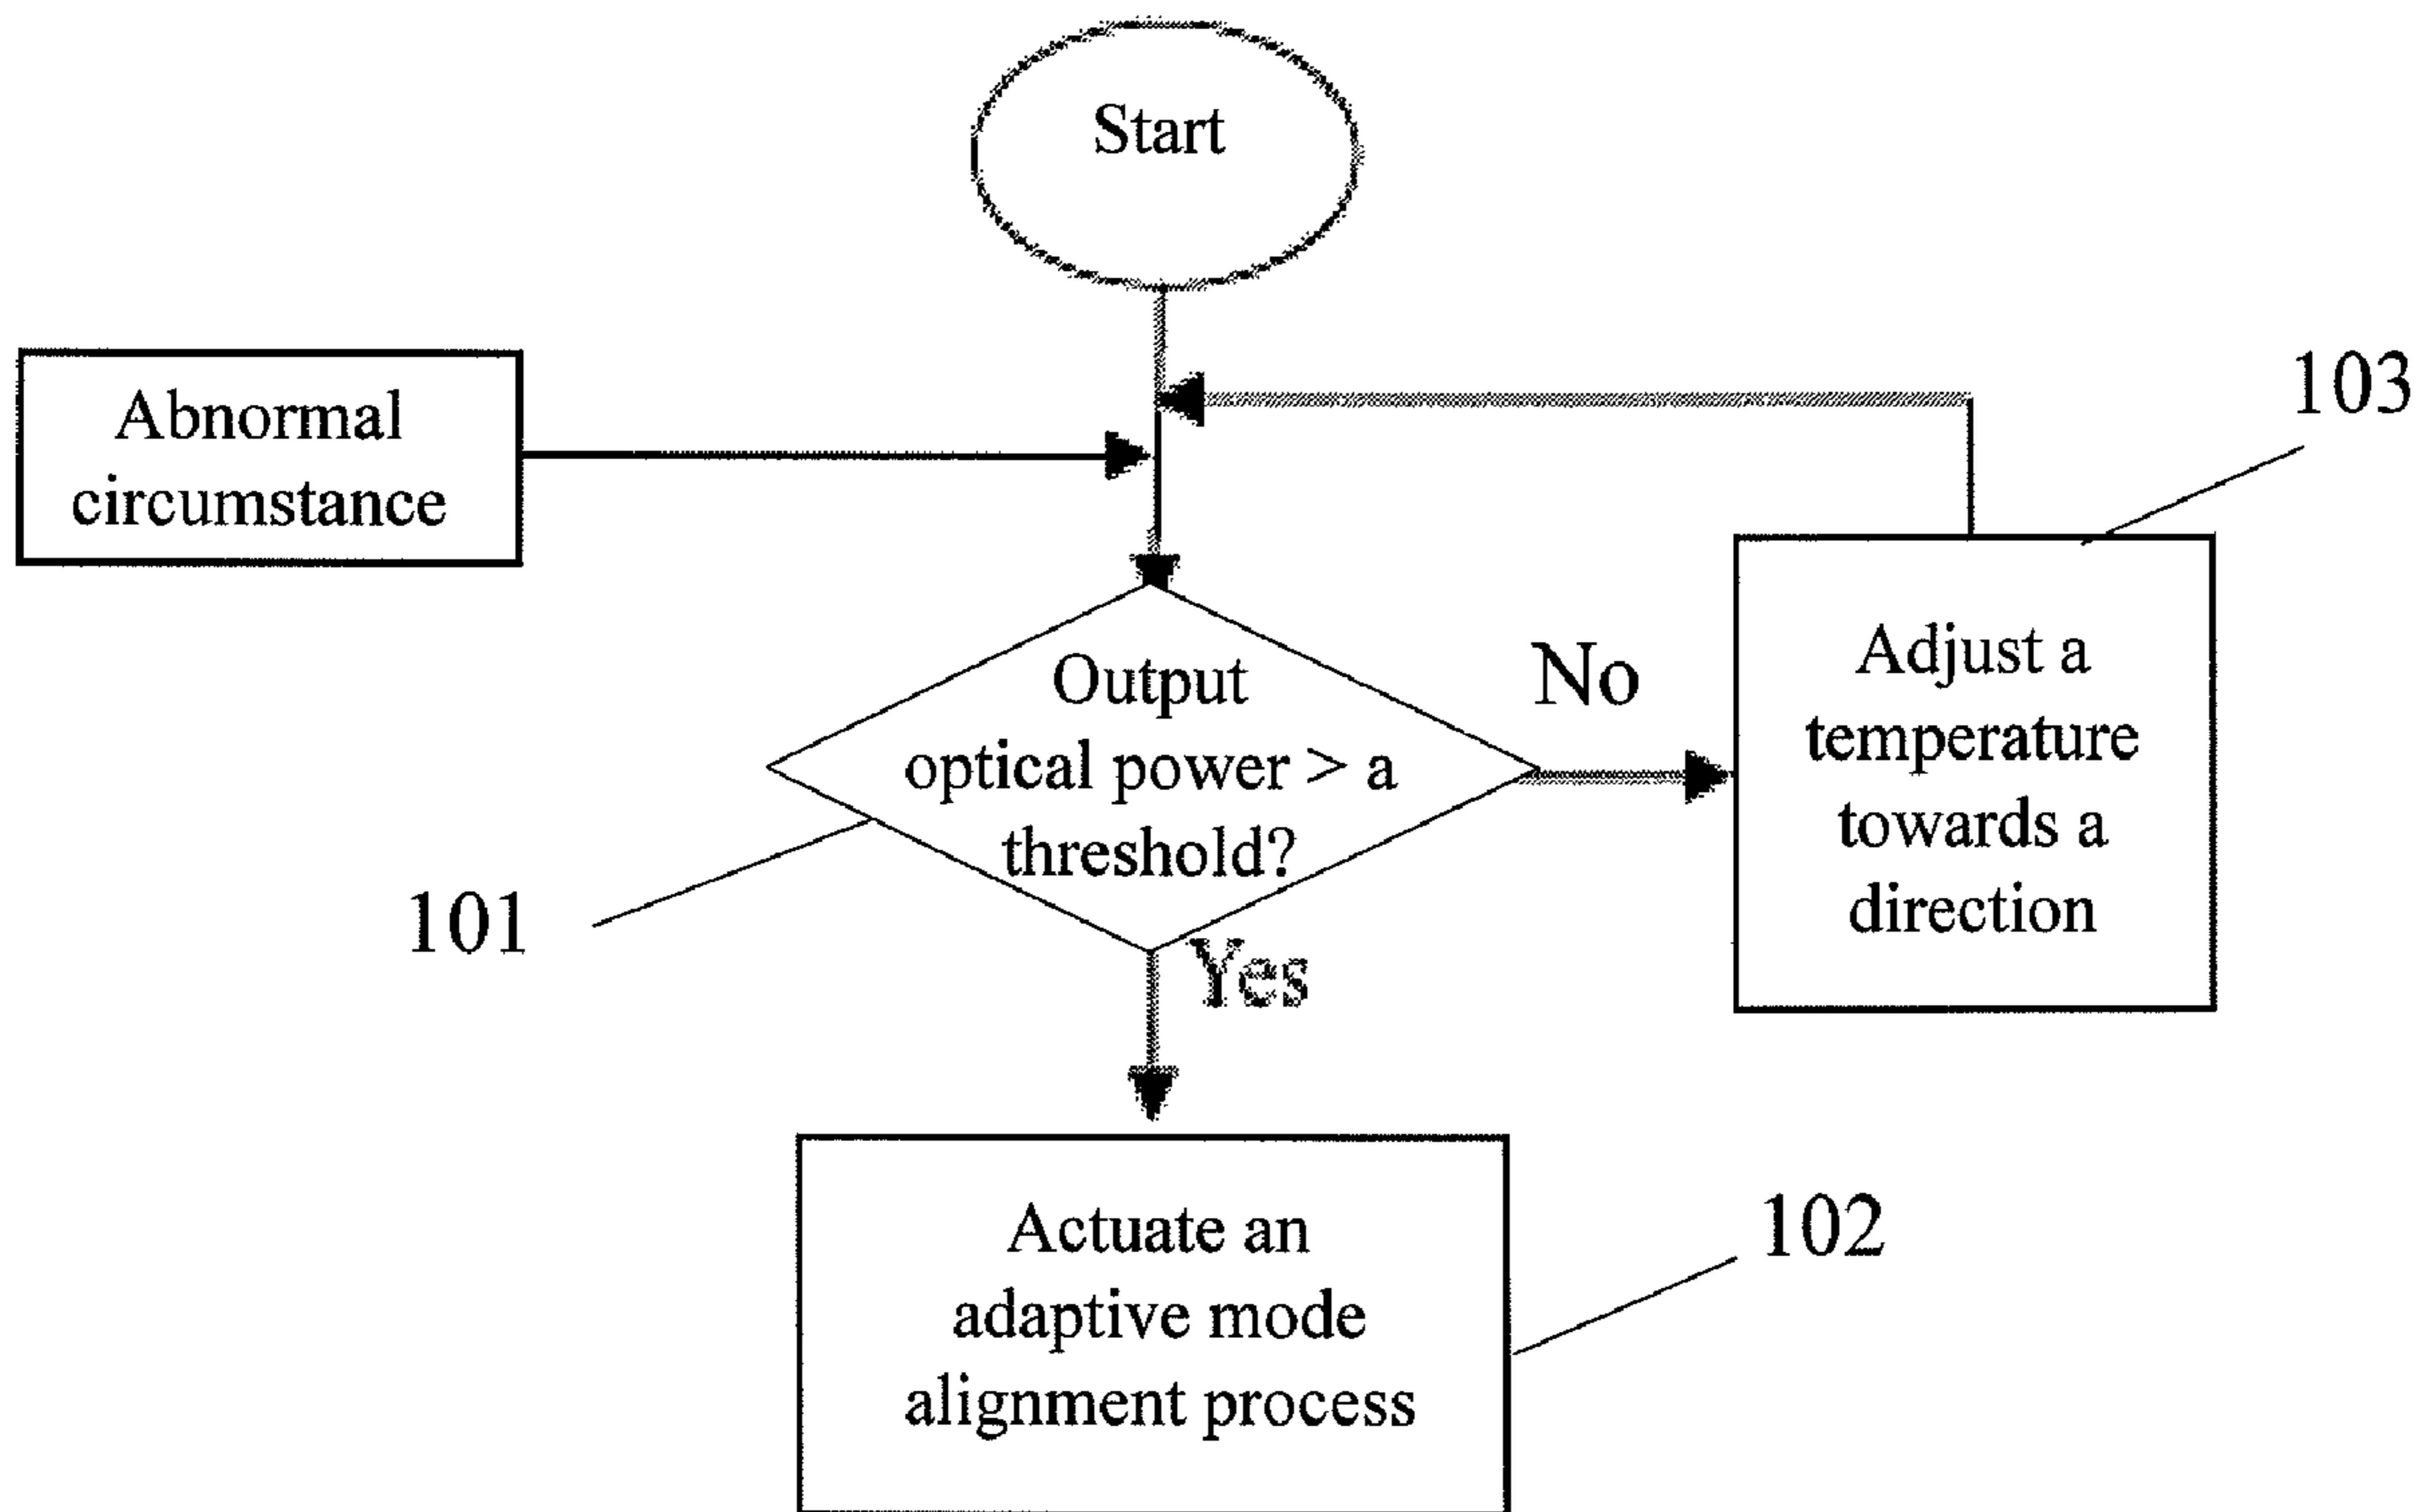 Start
Abnormal
circumstance
103
Output
optical power > a
threshold?
No
Adjust a
temperature
towards a
direction
101
Yes
Actuate an
adaptive mode
alignment process
102